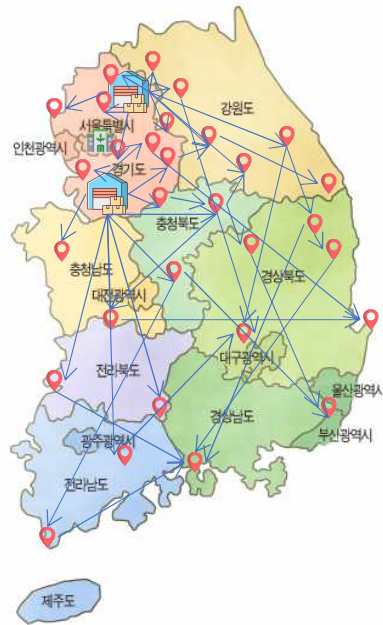 강원도
서울특별시
인천광역시
경기도
충청북도
충청남도
경상북도
대전광역시
전라북도
대구광역시
울산광역시
경상남도
광주광역시
부산광역시
전라남도
제주도